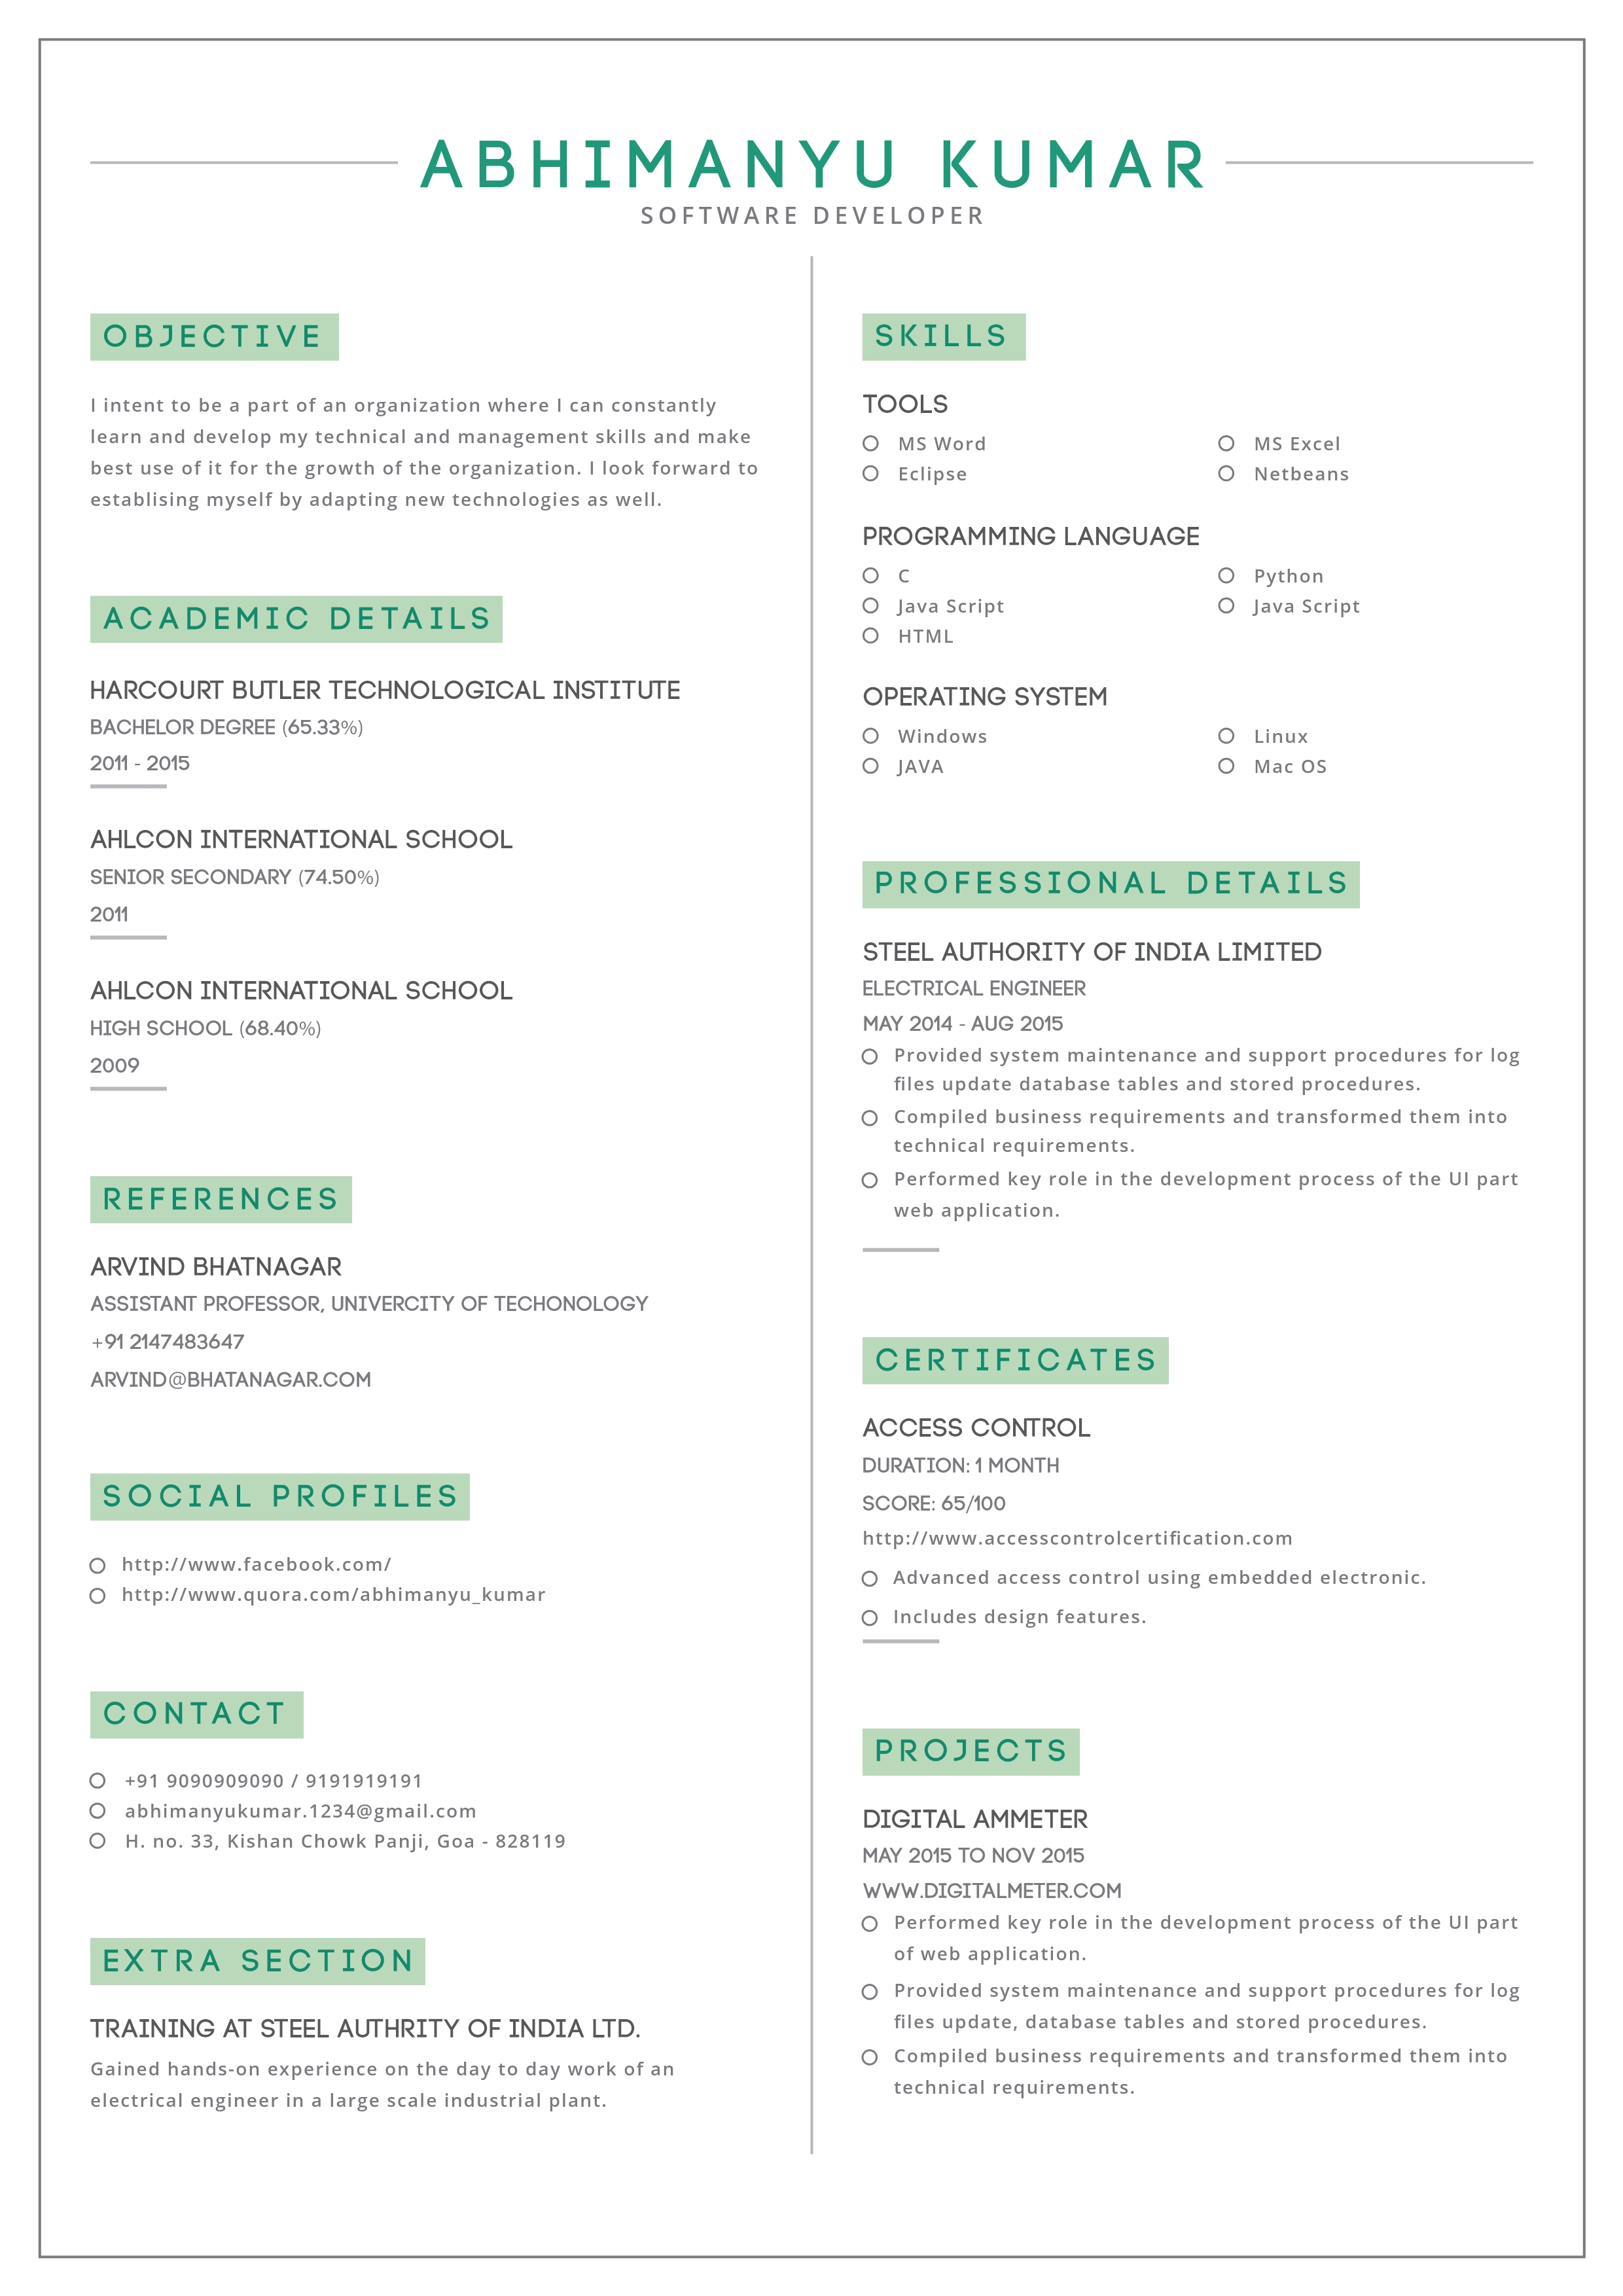 ABHIMANYU KUMAR
SOFTWARE DEVELOPER
OBJECTIVE
I intent to be a part of an organization where I can constantly
learn and develop my technical and management skills and make
best use of it for the growth of the organization. I look forward to
establising myself by adapting new technologies as well.
ACADEMIC DETAILS
HARCOURT BUTLER TECHNOLOGICAL INSTITUTE
BACHELOR DEGREE (65.33%)
2011 - 2015
AHLCON INTERNATIONAL SCHOOL
SENIOR SECONDARY (74.50%)
2011
AHLCON INTERNATIONAL SCHOOL
HIGH SCHOOL (68.40%)
2009
REFERENCES
ARVIND BHATNAGAR
ASSISTANT PROFESSOR, UNIVERCITY OF TECHONOLOGY
+91 2147483647
ARVIND@BHATANAGAR.COM
SOCIAL PROFILES
http://www.facebook.com/
http://www.quora.com/abhimanyu_kumar
CONTACT
+91 9090909090 / 9191919191
abhimanyukumar.1234@gmail.com
H. no. 33, Kishan Chowk Panji, Goa - 828119
EXTRA SECTION
TRAINING AT STEEL AUTHRITY OF INDIA LTD.
Gained hands-on experience on the day to day work of an
electrical engineer in a large scale industrial plant.
SKILLS
TOOLS
MS Word MS Excel
Eclipse Netbeans
PROGRAMMING LANGUAGE
C Python
Java Script Java Script
HTML
OPERATING SYSTEM
Windows Linux
JAVA Mac OS
PROFESSIONAL DETAILS
STEEL AUTHORITY OF INDIA LIMITED
ELECTRICAL ENGINEER
MAY 2014 - AUG 2015
Provided system maintenance and support procedures for log
files update database tables and stored procedures.
Compiled business requirements and transformed them into
technical requirements.
Performed key role in the development process of the UI part
web application.
CERTIFICATES
ACCESS CONTROL
DURATION: 1 MONTH
SCORE: 65/100
http://www.accesscontrolcertification.com
Advanced access control using embedded electronic.
Includes design features.
PROJECTS
DIGITAL AMMETER
MAY 2015 TO NOV 2015
WWW.DIGITALMETER.COM
Performed key role in the development process of the UI part
of web application.
Provided system maintenance and support procedures for log
files update, database tables and stored procedures.
Compiled business requirements and transformed them into
technical requirements.